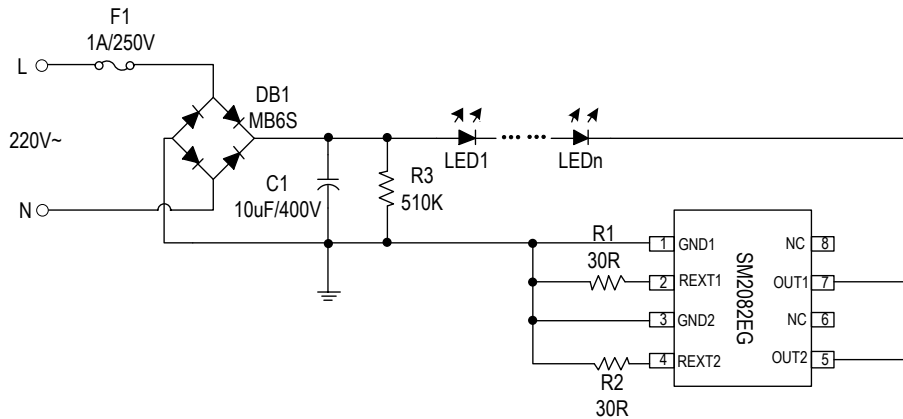 F1
1A/250V
L
DB1
MB6S
220V~
LED1
LEDn
C1
10uF/400V
R3
510K
N
R1
30R
1 GND1
NC 8
2 REXT1
OUT1 7
SM2082EG
3 GND2
NC 6
4 REXT2
OUT2 5
R2
30R